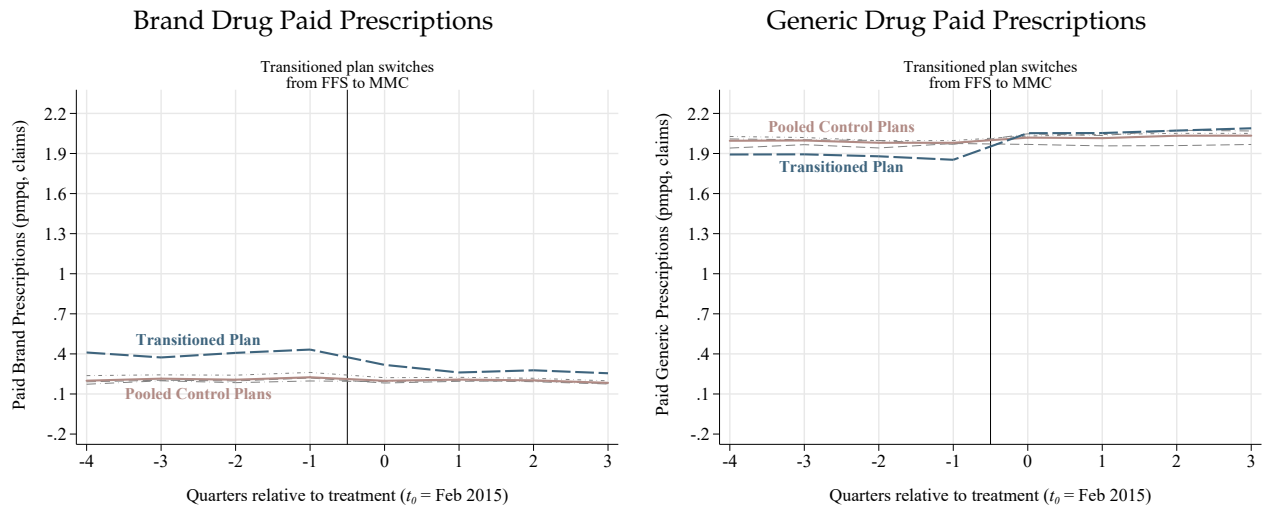 Brand Drug Paid Prescriptions
Transitioned plan switches
from FFS to MMC
Paid Brand Prescriptions (pmpq, claims)
2.2
1.9
1.6
1.3
1
.7
.4
.1
-.2
Transitioned Plan
Pooled Control Plans
-4 -3 -2 -1 0 1 2 3
Quarters relative to treatment (t0 = Feb 2015)
Generic Drug Paid Prescriptions
Transitioned plan switches
from FFS to MMC
Paid Generic Prescriptions (pmpq, claims)
2.2
1.9
1.6
1.3
1
.7
.4
.1
-.2
Pooled Control Plans
Transitioned Plan
-4 -3 -2 -1 0 1 2 3
Quarters relative to treatment (t0 = Feb 2015)